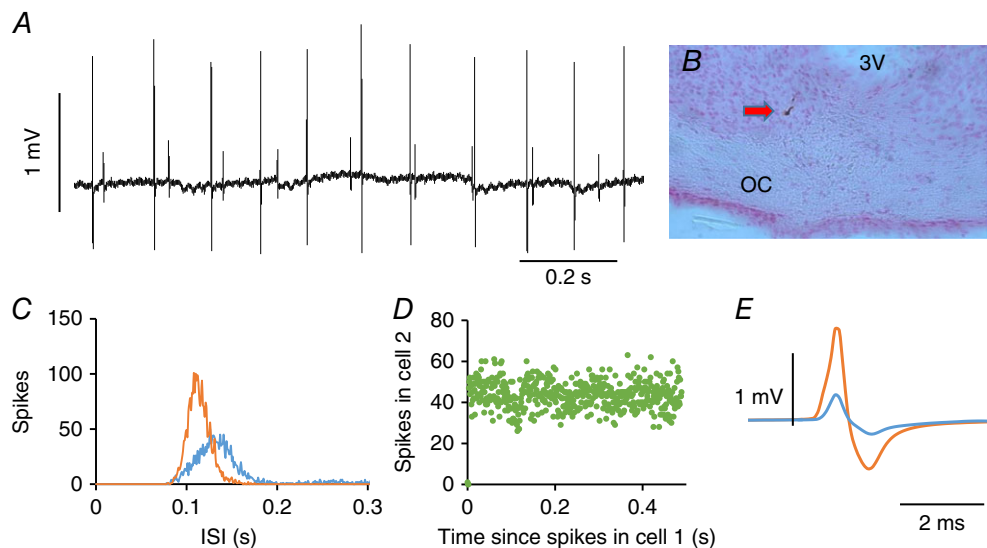 A
1 mV
0.2 s
B
3V
OC
C
150
100
50
0
Spikes
0
0.1
0.2
0.3
ISI (s)
D
80
60
40
20
0
Spikes in cell 2
0
0.2
0.4
Time since spikes in cell 1 (s)
E
1 mV
2 ms